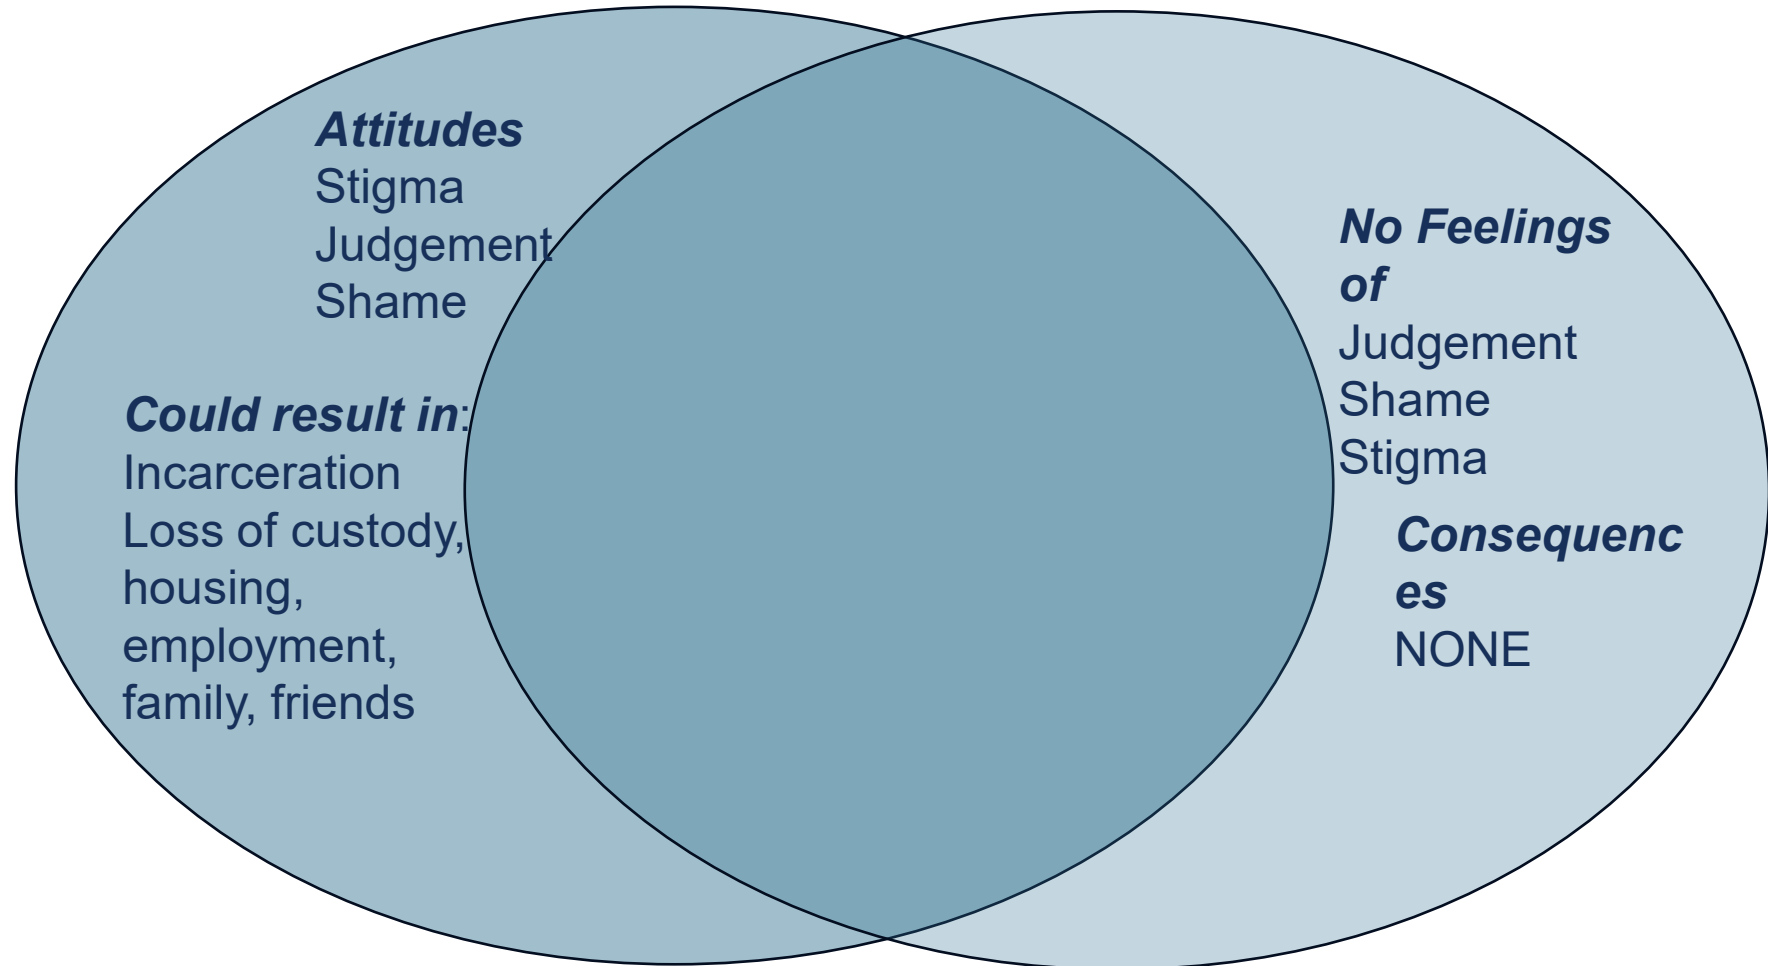 Attitudes
Stigma
Judgement
Shame
Could result in:
Incarceration
Loss of custody,
housing,
employment,
family, friends
No Feelings
of
Judgement
Shame
Stigma
Consequenc
es
NONE